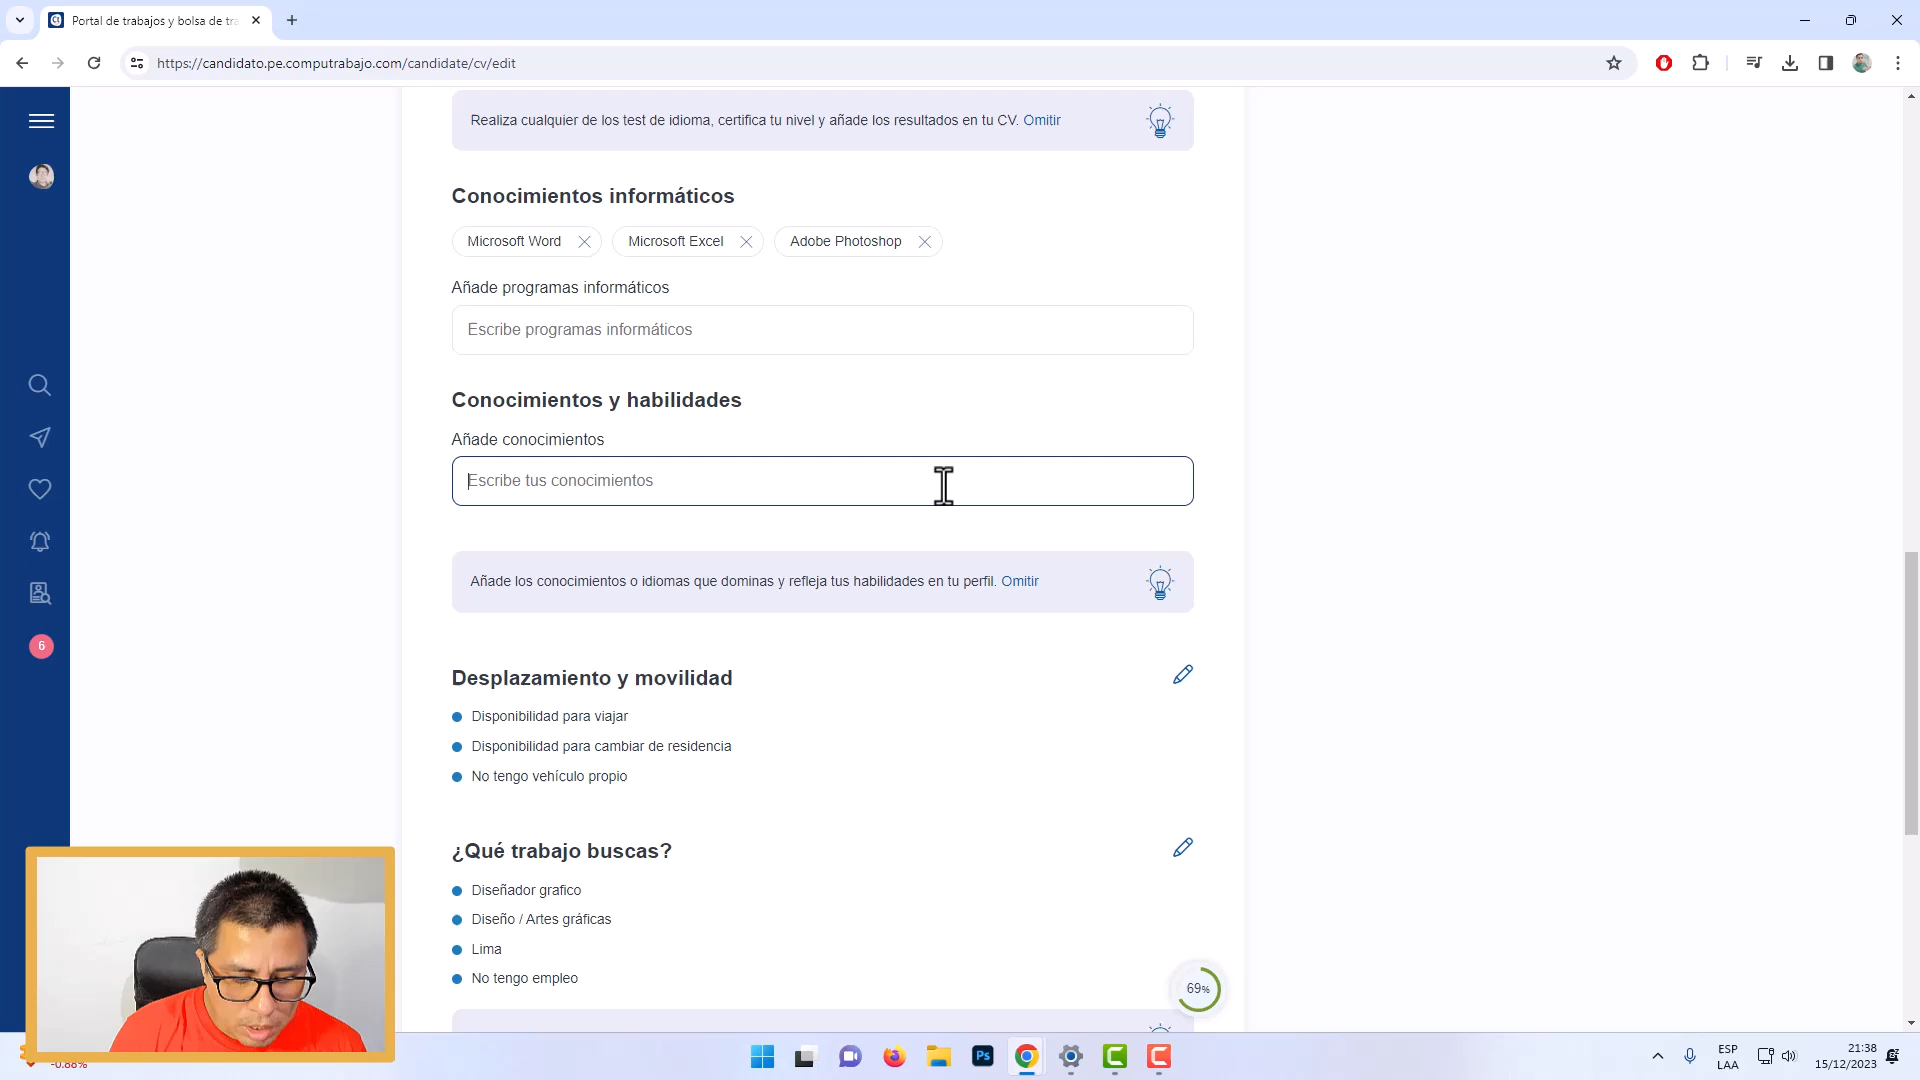 Portal de trabajos y bolsa de tra
https://candidato.pe.computrabajo.com/candidate/cv/edit
Realiza cualquier de los test de idioma, certifica tu nivel y añade los resultados en tu CV. Omitir
Conocimientos informáticos
Microsoft Word
Microsoft Excel
Adobe Photoshop
Añade programas informáticos
Escribe programas informáticos
Conocimientos y habilidades
Añade conocimientos
Escribe tus conocimientos
Añade los conocimientos o idiomas que dominas y refleja tus habilidades en tu perfil. Omitir
6
Desplazamiento y movilidad
Disponibilidad para viajar
Disponibilidad para cambiar de residencia
No tengo vehículo propio
¿Qué trabajo buscas?
Diseñador grafico
Diseño / Artes gráficas
Lima
No tengo empleo
69%
-0.88%
Ps
ESP
LAA
21:38
15/12/2023